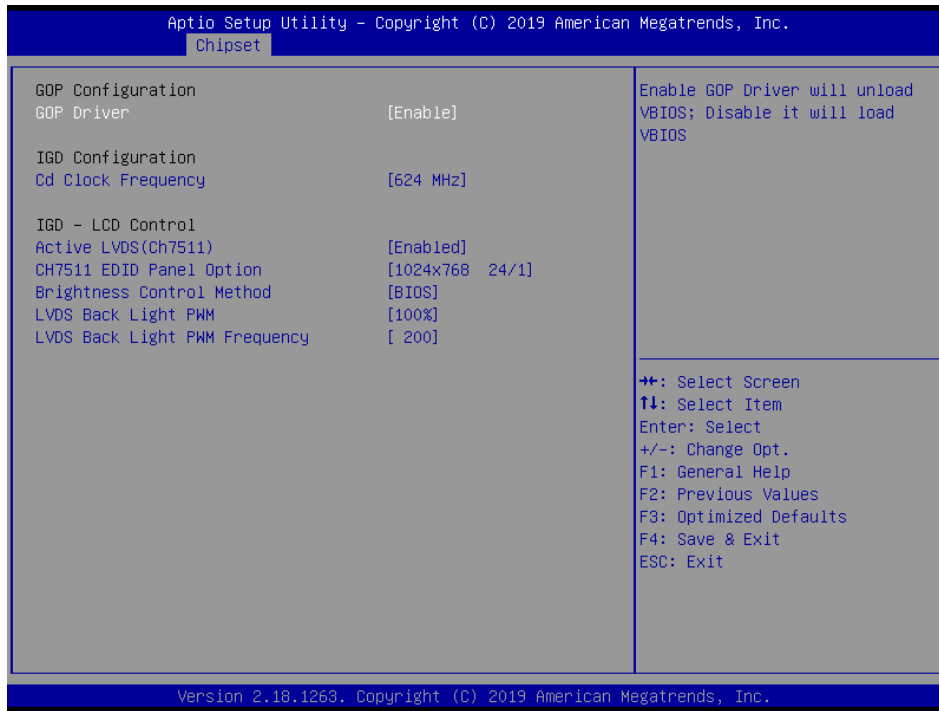 Aptio Setup Utility – Copyright (C) 2019 American Megatrends, Inc.
Chipset
GOP Configuration
GOP Driver [Enable]
IGD Configuration
Cd Clock Frequency [624 MHz]
IGD - LCD Control
Active LVDS(Ch7511) [Enabled]
CH7511 EDID Panel Option [1024x768 24/1]
Brightness Control Method [BIOS]
LVDS Back Light PWM [100%]
LVDS Back Light PWM Frequency [ 200]
Enable GOP Driver will unload
VBIOS; Disable it will load
VBIOS
→←: Select Screen
↑↓: Select Item
Enter: Select
+/-: Change Opt.
F1: General Help
F2: Previous Values
F3: Optimized Defaults
F4: Save & Exit
ESC: Exit
Version 2.18.1263. Copyright (C) 2019 American Megatrends, Inc.